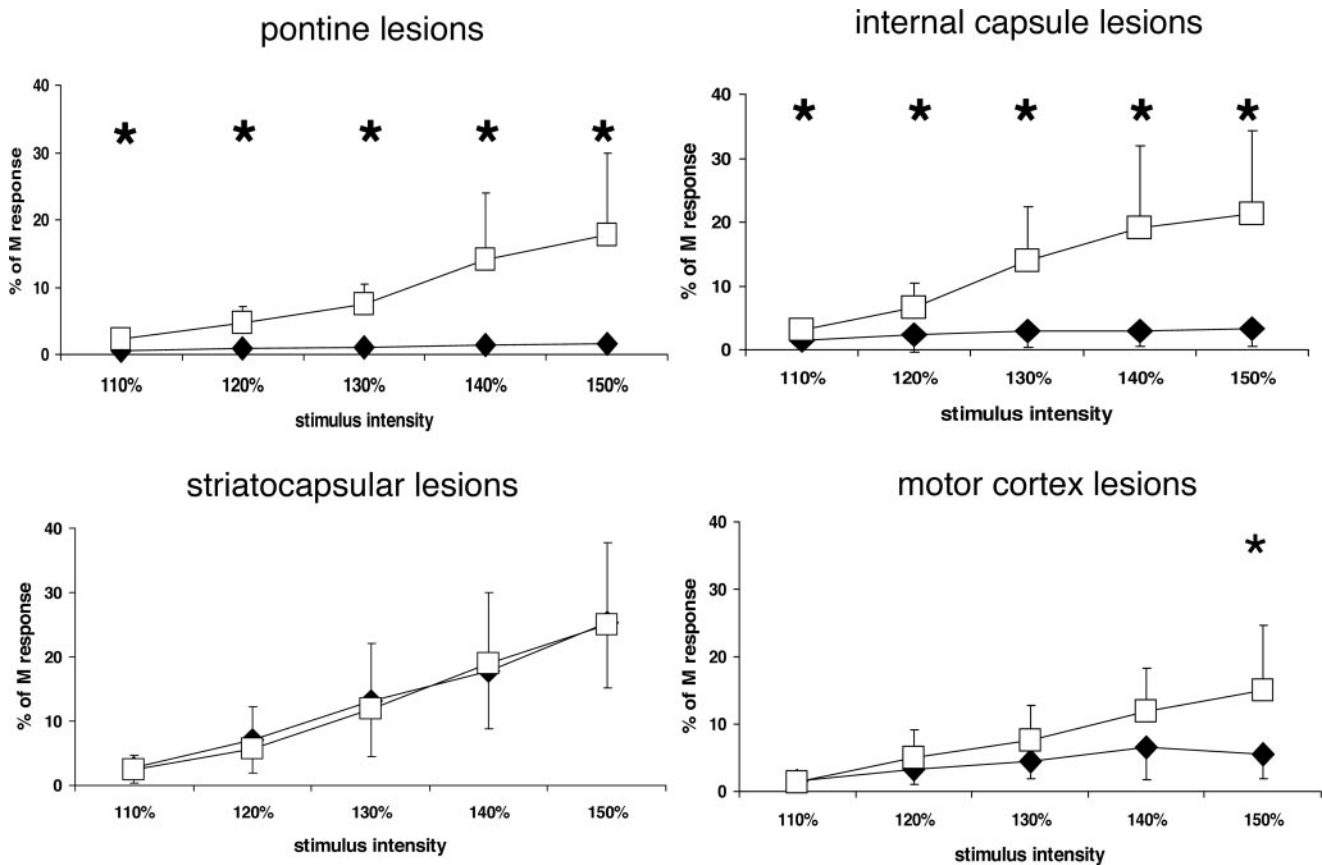 pontine lesions
% of M response
40
30
20
10
0
* * * * *
110% 120% 130% 140% 150%
stimulus intensity
internal capsule lesions
% of M response
40
30
20
10
0
* * * * *
110% 120% 130% 140% 150%
stimulus intensity
striatocapsular lesions
% of M response
40
30
20
10
0
110% 120% 130% 140% 150%
stimulus intensity
motor cortex lesions
% of M response
40
30
20
10
0
*
110% 120% 130% 140% 150%
stimulus intensity